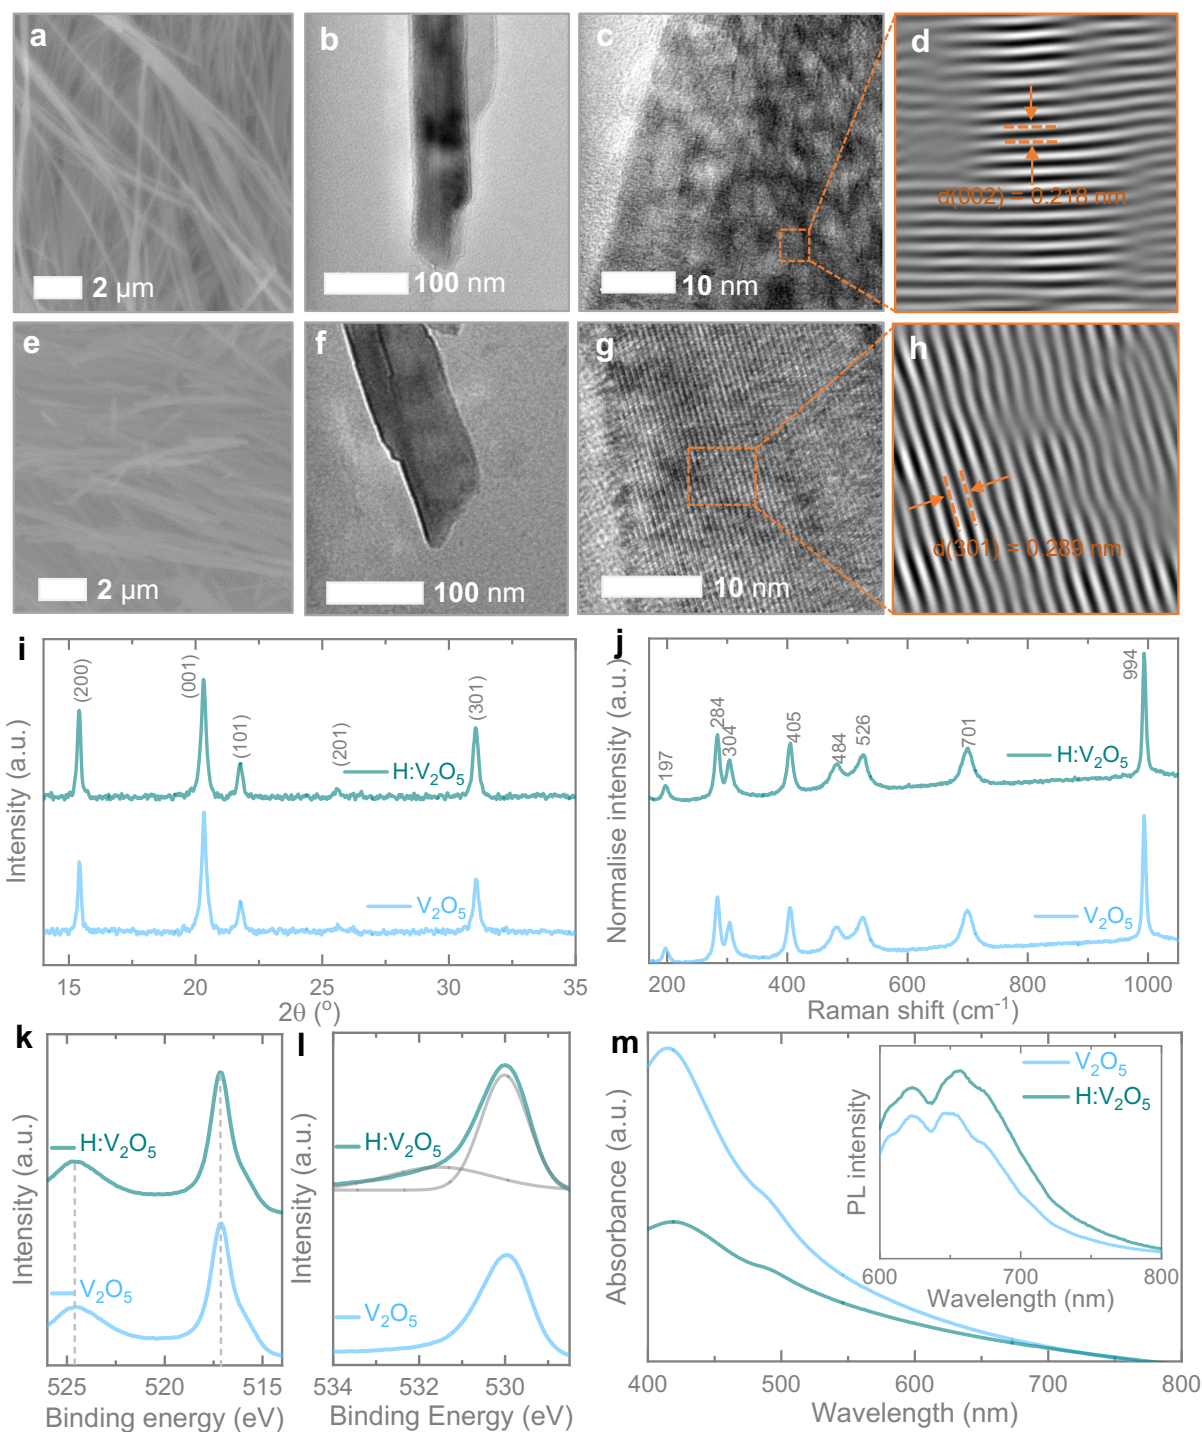 a
b
c
d
d(002) = 0.218 nm
2 μm
100 nm
10 nm
e
f
g
h
d(301) = 0.289 nm
2 μm
100 nm
10 nm
i
(200)
(001)
(101)
(201)
(301)
H:V₂O₅
V₂O₅
Intensity (a.u.)
15 20 25 30 35
2θ (°)
j
197
284
304
405
484
526
701
994
H:V₂O₅
V₂O₅
Normalise intensity (a.u.)
200 400 600 800 1000
Raman shift (cm⁻¹)
k
H:V₂O₅
V₂O₅
Intensity (a.u.)
525 520 515
Binding energy (eV)
l
H:V₂O₅
V₂O₅
Intensity (a.u.)
534 532 530
Binding Energy (eV)
m
Absorbance (a.u.)
400 500 600 700 800
Wavelength (nm)
V₂O₅
H:V₂O₅
PL intensity
600 700 800
Wavelength (nm)